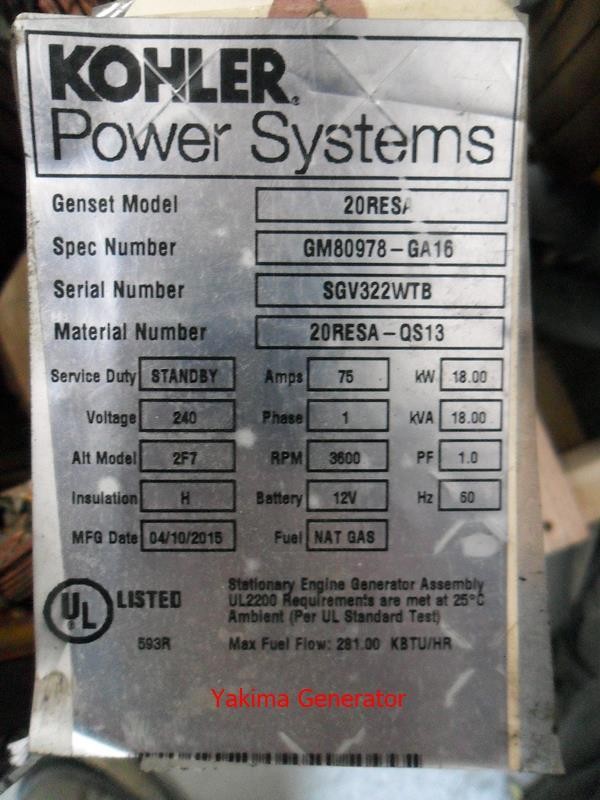 KOHLER®
Power Systems
Genset Model 20RESA
Spec Number GM80978-GA16
Serial Number SGV322WTB
Material Number 20RESA-QS13
Service Duty STANDBY Amps 75 kW 18.00
Voltage 240 Phase 1 kVA 18.00
Alt Model 2F7 RPM 3600 PF 1.0
Insulation H Battery 12V Hz 60
MFG Date 04/10/2015 Fuel NAT GAS
UL LISTED
593R
Stationary Engine Generator Assembly
UL2200 Requirements are met at 25°C
Ambient (Per UL Standard Test)
Max Fuel Flow: 281.00 KBTU/HR
Yakima Generator